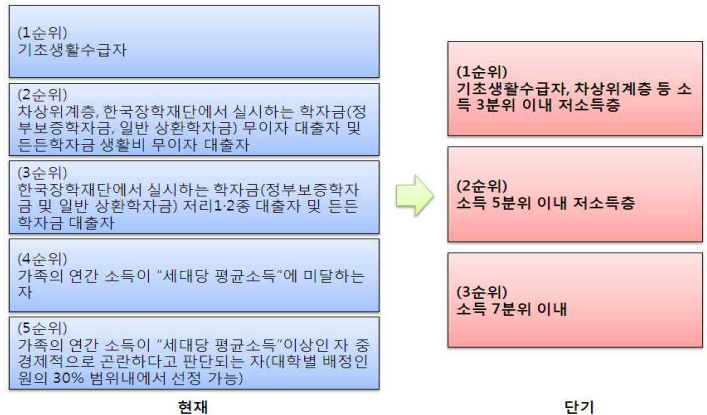 (1순위)
기초생활수급자
(2순위)
차상위계층, 한국장학재단에서 실시하는 학자금(정
부보증학자금, 일반 상환학자금) 무이자 대출자 및
든든학자금 생활비 무이자 대출자
(3순위)
한국장학재단에서 실시하는 학자금(정부보증학자
금 및 일반 상환학자금) 저리1·2종 대출자 및 든든
학자금 대출자
(4순위)
가족의 연간 소득이 “세대당 평균소득”에 미달하는
자
(5순위)
가족의 연간 소득이 “세대당 평균소득”이상인 자 중
경제적으로 곤란하다고 판단되는 자(대학별 배정인
원의 30% 범위내에서 선정 가능)
현재
(1순위)
기초생활수급자, 차상위계층 등 소
득 3분위 이내 저소득층
(2순위)
소득 5분위 이내 저소득층
(3순위)
소득 7분위 이내
단기